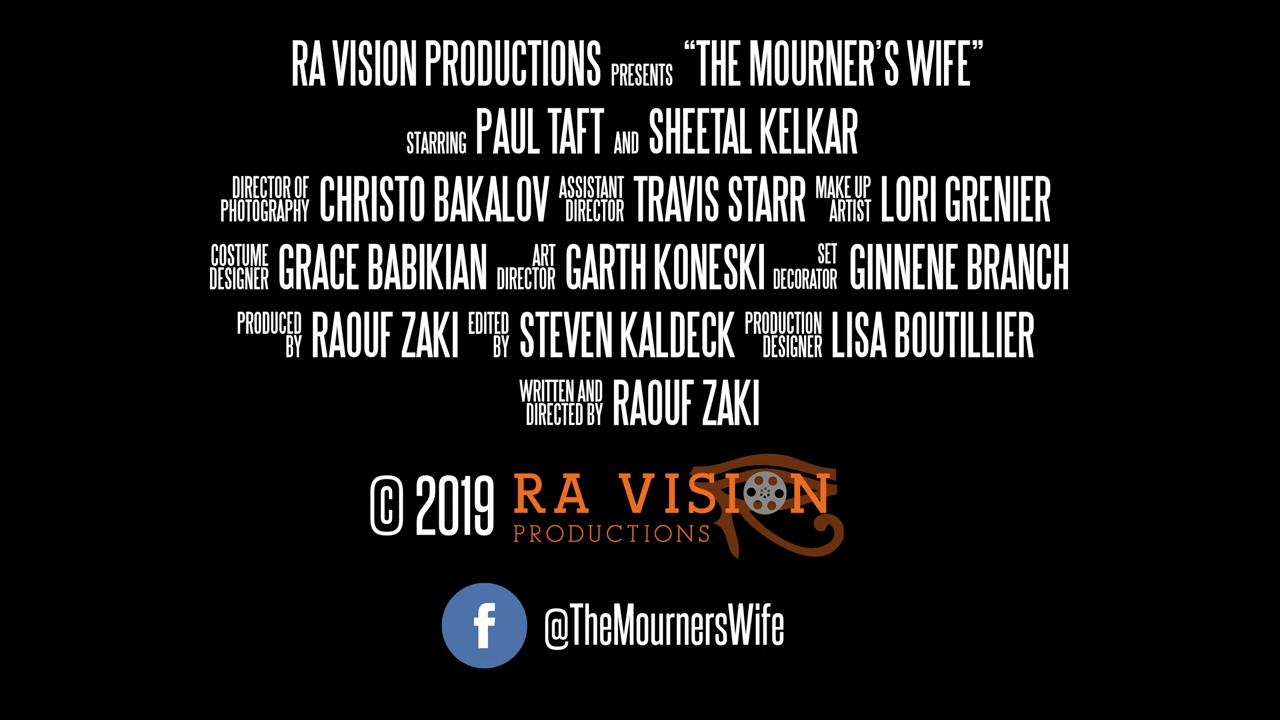 RA VISION PRODUCTIONS PRESENTS “THE MOURNER’S WIFE”
STARRING PAUL TAFT AND SHEETAL KELKAR
DIRECTOR OF PHOTOGRAPHY CHRISTO BAKALOV ASSISTANT DIRECTOR TRAVIS STARR MAKE UP ARTIST LORI GRENIER
COSTUME DESIGNER GRACE BABIKIAN ART DIRECTOR GARTH KONESKI SET DECORATOR GINNENE BRANCH
PRODUCED BY RAOUF ZAKI EDITED BY STEVEN KALDECK PRODUCTION DESIGNER LISA BOUTILLIER
WRITTEN AND DIRECTED BY RAOUF ZAKI
© 2019 RA VISION
PRODUCTIONS
f @TheMournersWife